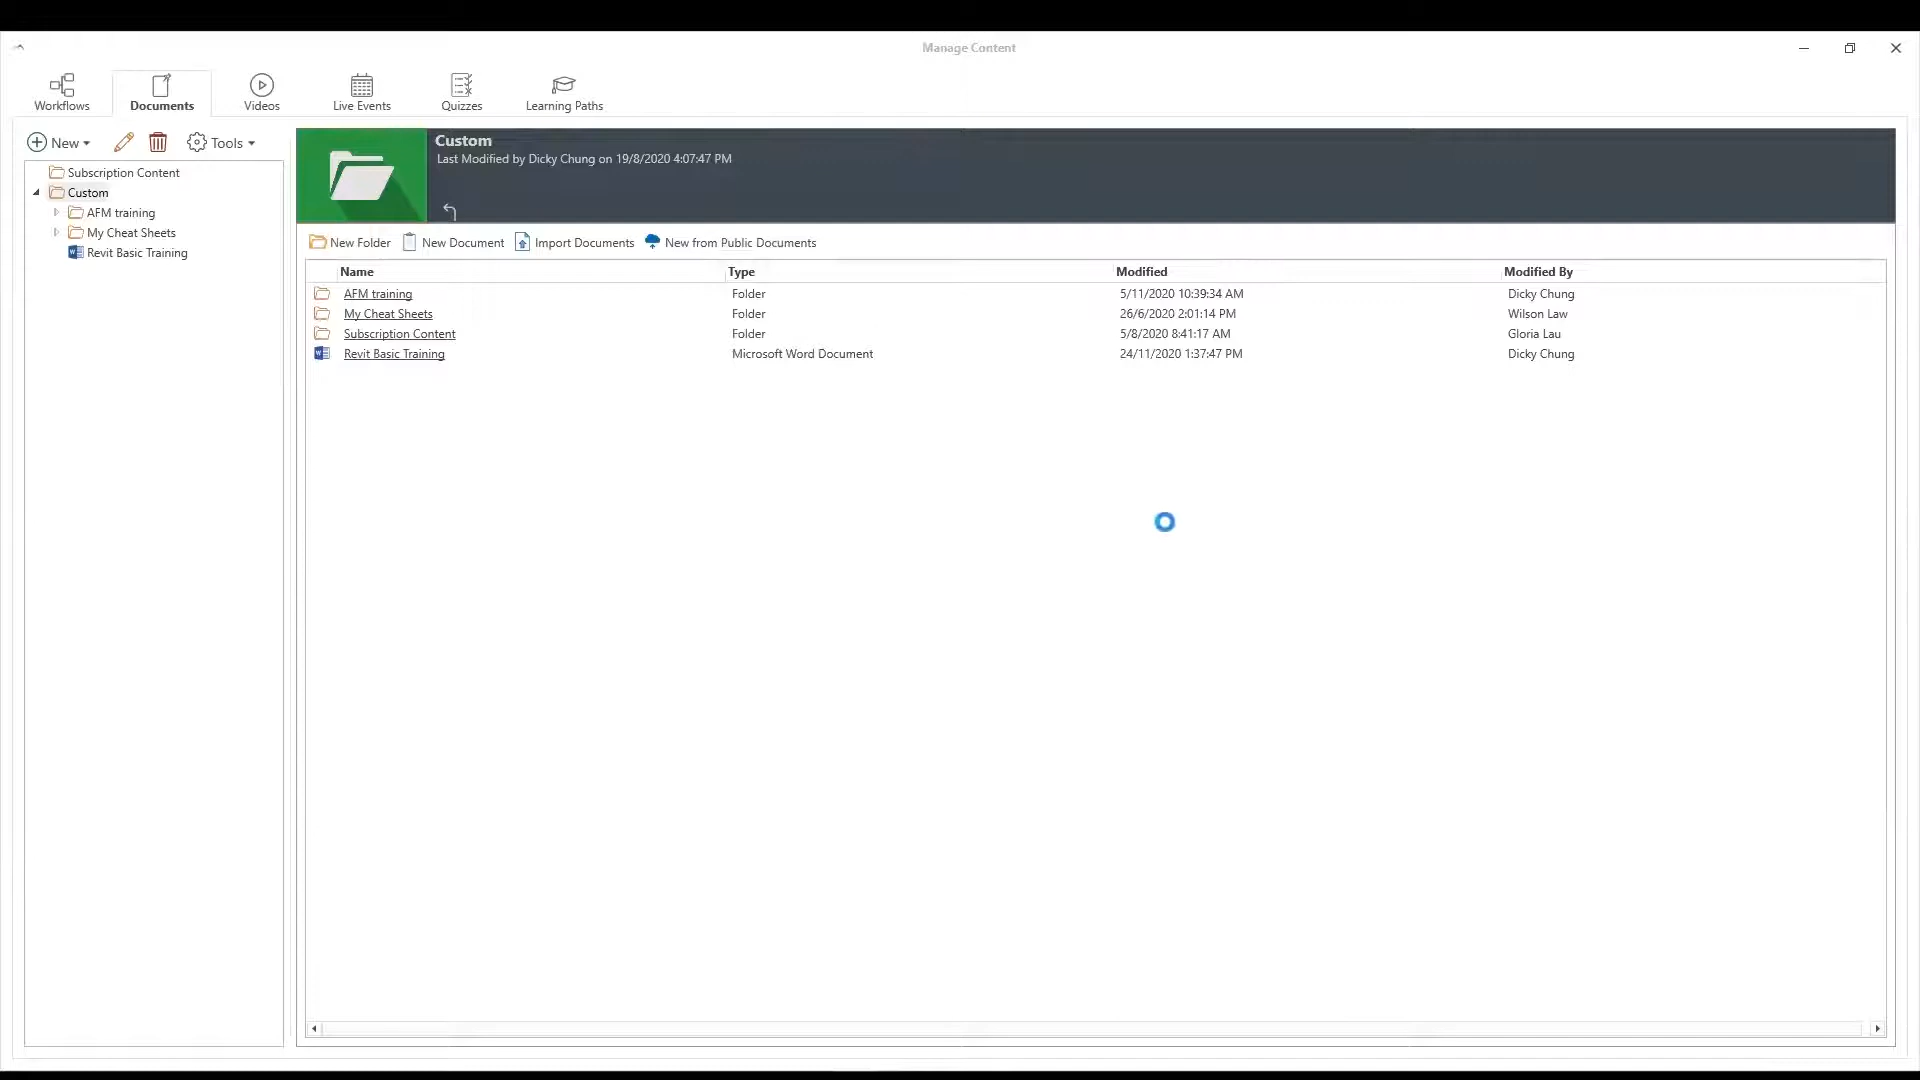 Manage Content
Workflows Documents Videos Live Events Quizzes Learning Paths
New Tools
Subscription Content
Custom
AFM training
My Cheat Sheets
Revit Basic Training
Custom
Last Modified by Dicky Chung on 19/8/2020 4:07:47 PM
New Folder New Document Import Documents New from Public Documents
Name Type Modified Modified By
AFM training Folder 5/11/2020 10:39:34 AM Dicky Chung
My Cheat Sheets Folder 26/6/2020 2:01:14 PM Wilson Law
Subscription Content Folder 5/8/2020 8:41:17 AM Gloria Lau
Revit Basic Training Microsoft Word Document 24/11/2020 1:37:47 PM Dicky Chung